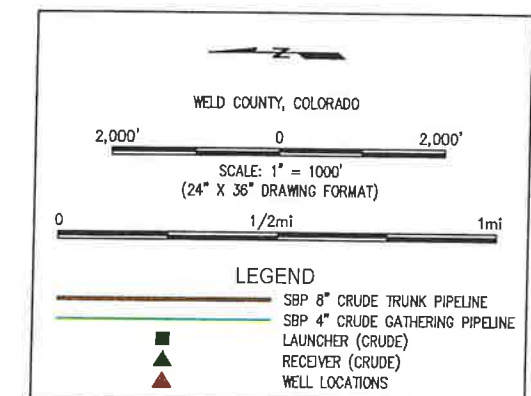 N
WELD COUNTY, COLORADO
2,000' 0 2,000'
SCALE: 1" = 1000'
(24" X 36" DRAWING FORMAT)
0 1/2mi 1mi
LEGEND
SBP 8" CRUDE TRUNK PIPELINE
SBP 4" CRUDE GATHERING PIPELINE
LAUNCHER (CRUDE)
RECEIVER (CRUDE)
WELL LOCATIONS